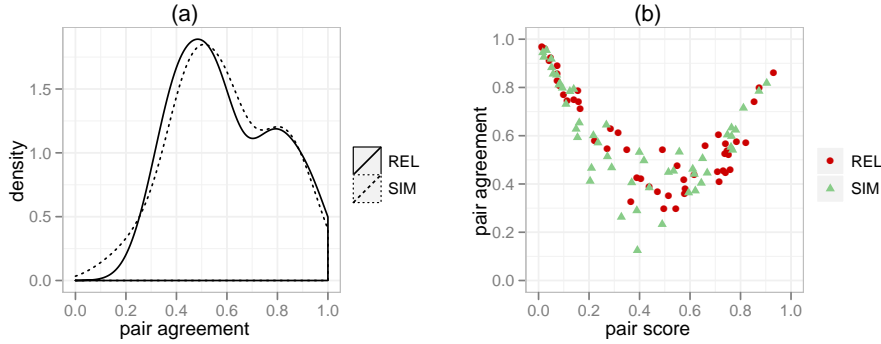 (a)
density
1.5
1.0
0.5
0.0
0.0 0.2 0.4 0.6 0.8 1.0
pair agreement
REL
SIM
(b)
pair agreement
1.0
0.8
0.6
0.4
0.2
0.0
0.0 0.2 0.4 0.6 0.8 1.0
pair score
REL
SIM